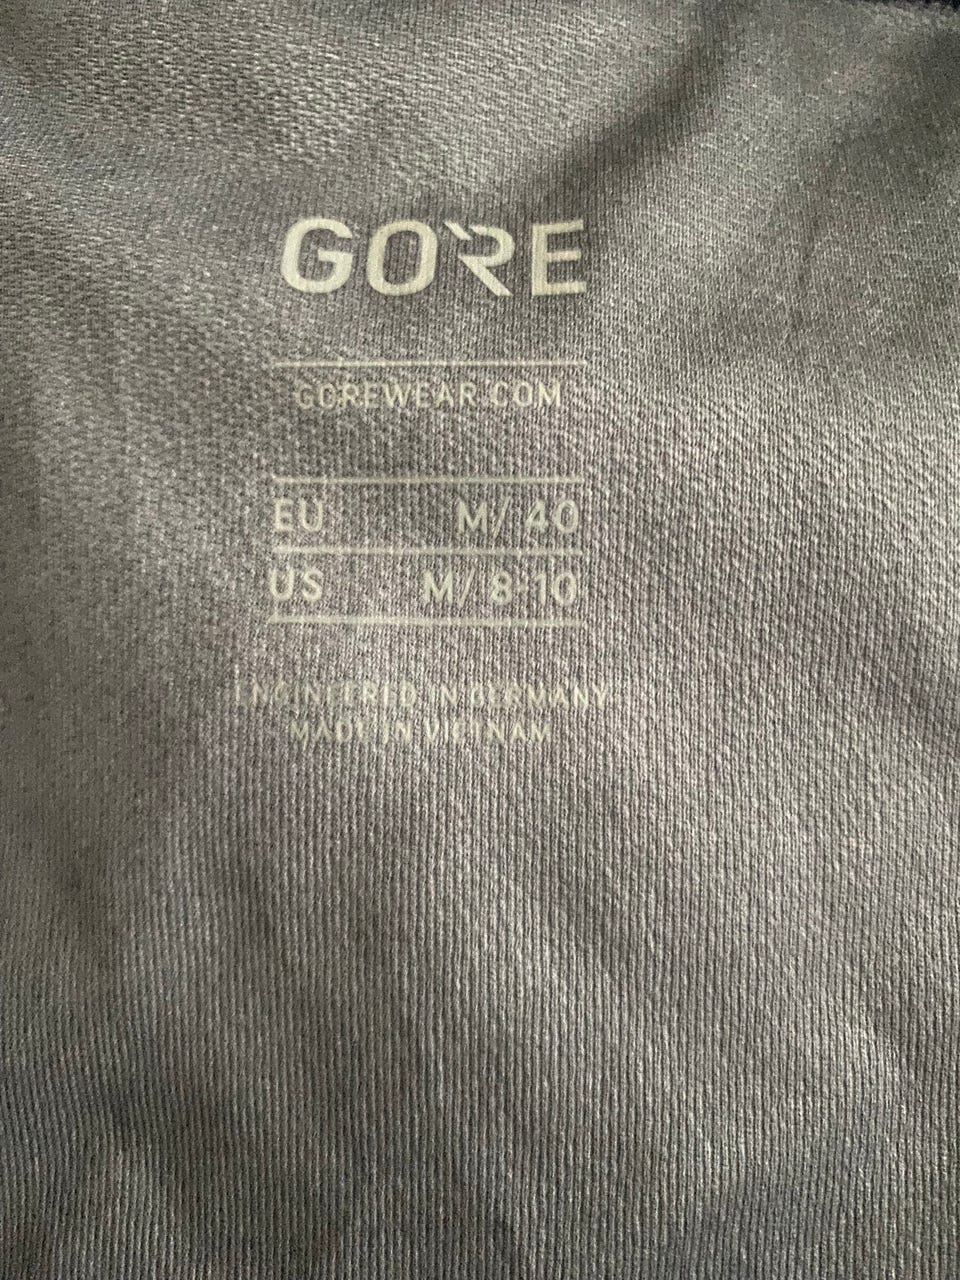 GORE
GOREWEAR.COM
EU M/ 40
US M/ 8-10
ENGINEERED IN GERMANY
MADE IN VIETNAM